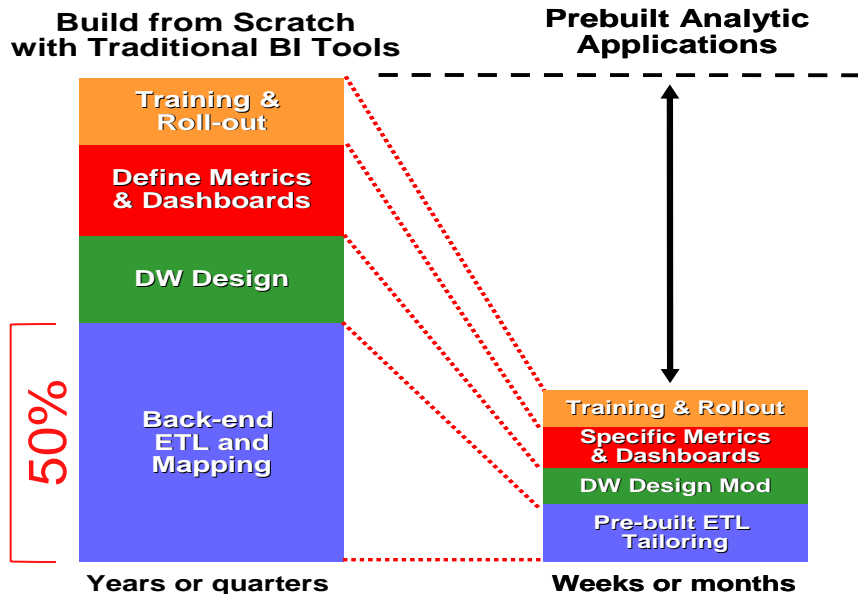 Build from Scratch
with Traditional BI Tools
Prebuilt Analytic
Applications
Training &
Roll-out
Define Metrics
& Dashboards
DW Design
50%
Back-end
ETL and
Mapping
Training & Rollout
Specific Metrics
& Dashboards
DW Design Mod
Pre-built ETL
Tailoring
Years or quarters
Weeks or months